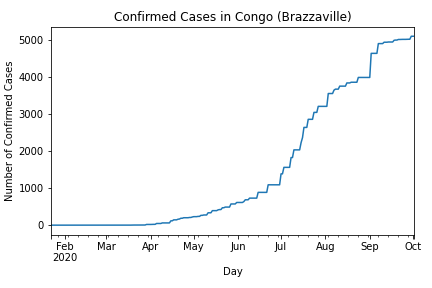 Confirmed Cases in Congo (Brazzaville)
Number of Confirmed Cases
5000
4000
3000
2000
1000
0
Feb Mar Apr May Jun Jul Aug Sep Oct
2020
Day